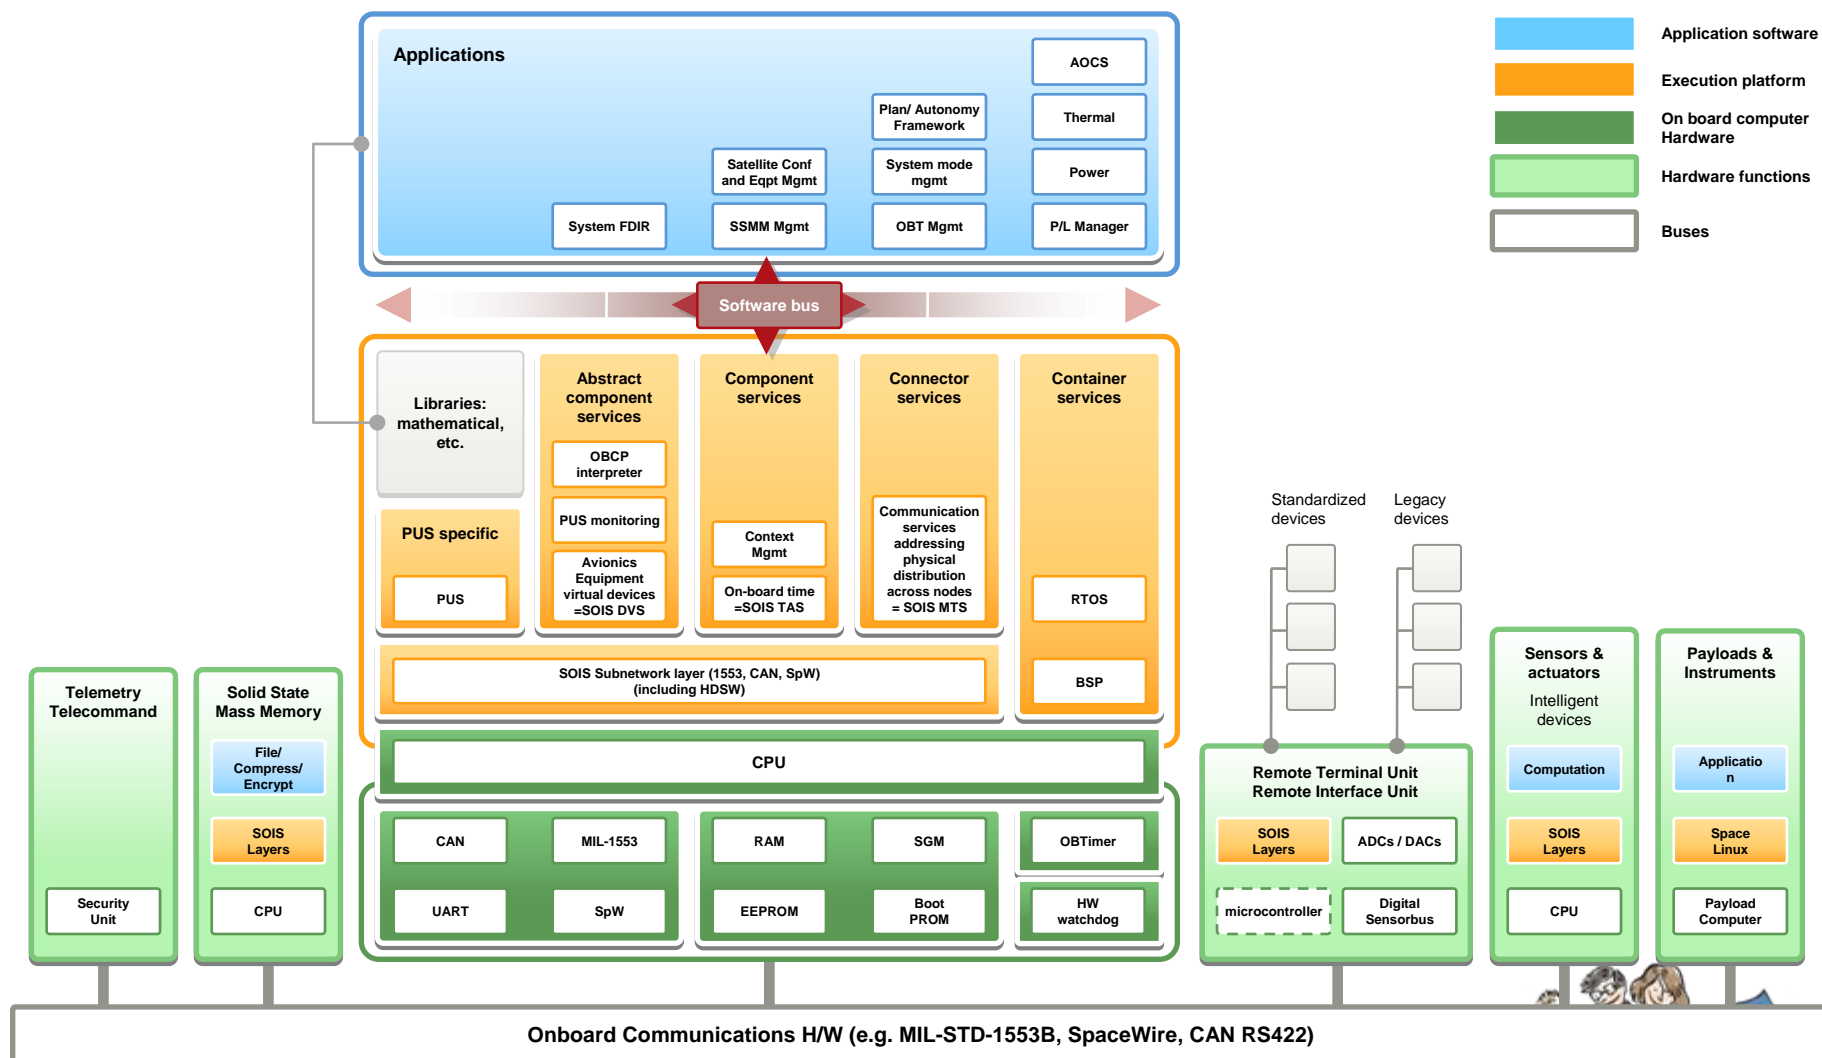 Applications
AOCS
Plan/ Autonomy
Framework
Thermal
Satellite Conf
and Eqpt Mgmt
System mode
mgmt
Power
System FDIR
SSMM Mgmt
OBT Mgmt
P/L Manager
Application software
Execution platform
On board computer
Hardware
Hardware functions
Buses
Software bus
Libraries:
mathematical,
etc.
Abstract
component
services
OBCP
interpreter
PUS monitoring
Avionics
Equipment
virtual devices
=SOIS DVS
Component
services
Context
Mgmt
On-board time
=SOIS TAS
Connector
services
Communication
services
addressing
physical
distribution
across nodes
= SOIS MTS
Container
services
RTOS
BSP
PUS specific
PUS
SOIS Subnetwork layer (1553, CAN, SpW)
(including HDSW)
CPU
CAN
MIL-1553
RAM
SGM
OBTimer
UART
SpW
EEPROM
Boot
PROM
HW
watchdog
Telemetry
Telecommand
Security
Unit
Solid State
Mass Memory
File/
Compress/
Encrypt
SOIS
Layers
CPU
Standardized
devices
Legacy
devices
Remote Terminal Unit
Remote Interface Unit
SOIS
Layers
ADCs / DACs
microcontroller
Digital
Sensorbus
Sensors &
actuators
Intelligent
devices
Computation
SOIS
Layers
CPU
Payloads &
Instruments
Applicatio
n
Space
Linux
Payload
Computer
Onboard Communications H/W (e.g. MIL-STD-1553B, SpaceWire, CAN RS422)